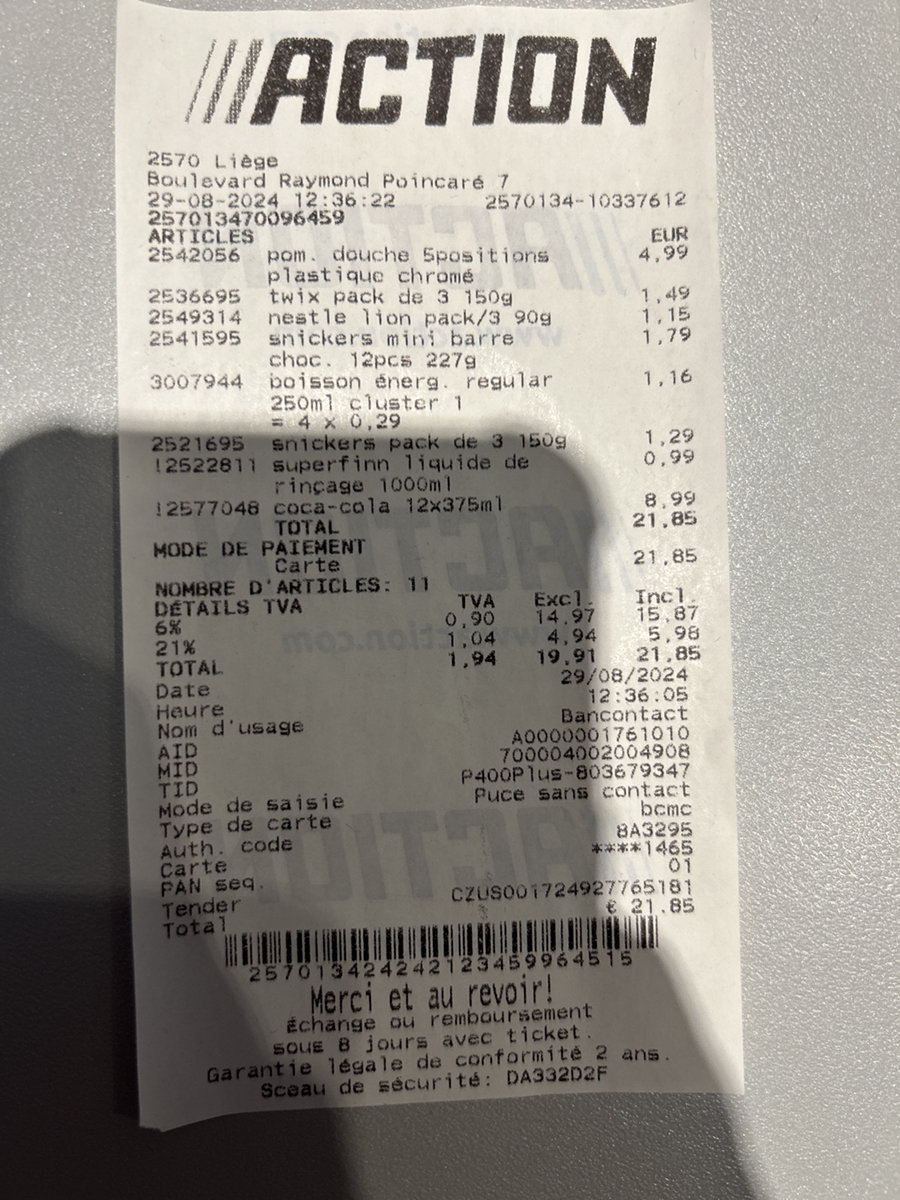 ///ACTION
2570 Liège
Boulevard Raymond Poincaré 7
29-08-2024 12:36:22 2570134-10337612
257013470096459
ARTICLES EUR
2542056 pom. douche 5positions 4,99
plastique chromé
2536695 twix pack de 3 150g 1,49
2549314 nestle lion pack/3 90g 1,15
2541595 snickers mini barre 1,79
choc. 12pcs 227g
3007944 boisson énerg. regular 1,16
250ml cluster 1
= 4 x 0,29
2521695 snickers pack de 3 150g 1,29
!2522811 superfinn liquide de 0,99
rinçage 1000ml
!2577048 coca-cola 12x375ml 8,99
TOTAL 21,85
MODE DE PAIEMENT
Carte 21,85
NOMBRE D'ARTICLES: 11
DÉTAILS TVA TVA Excl. Incl.
6% 0,90 14,97 15,87
21% 1,04 4,94 5,98
TOTAL 1,94 19,91 21,85
Date 29/08/2024
Heure 12:36:05
Nom d'usage Bancontact
AID A0000001761010
MID 700004002004908
TID P400Plus-803679347
Mode de saisie Puce sans contact
Type de carte bcmc
Auth. code 8A3295
Carte ****1465
PAN seq. 01
Tender CZUS001724927765181
Total € 21.85
2570134242421234599645​15
Merci et au revoir!
Échange ou remboursement
sous 8 jours avec ticket.
Garantie légale de conformité 2 ans.
Sceau de sécurité: DA332D2F